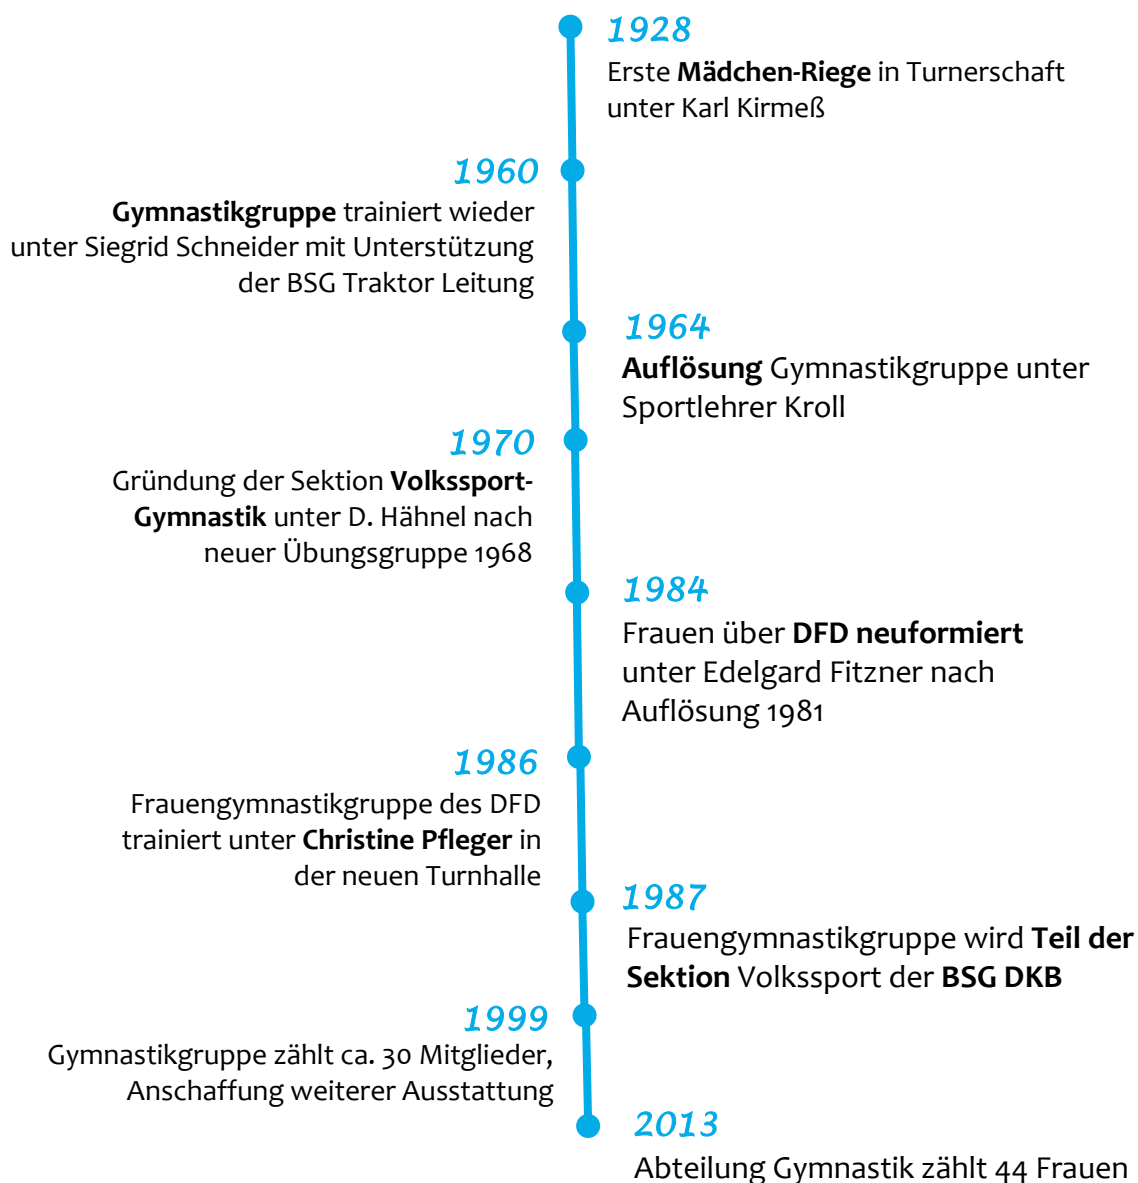 1928
Erste Mädchen-Riege in Turnerschaft
unter Karl Kirmeß
1960
Gymnastikgruppe trainiert wieder
unter Siegrid Schneider mit Unterstützung
der BSG Traktor Leitung
1964
Auflösung Gymnastikgruppe unter
Sportlehrer Kroll
1970
Gründung der Sektion Volkssport-
Gymnastik unter D. Hähnel nach
neuer Übungsgruppe 1968
1984
Frauen über DFD neuformiert
unter Edelgard Fitzner nach
Auflösung 1981
1986
Frauengymnastikgruppe des DFD
trainiert unter Christine Pfleger in
der neuen Turnhalle
1987
Frauengymnastikgruppe wird Teil der
Sektion Volkssport der BSG DKB
1999
Gymnastikgruppe zählt ca. 30 Mitglieder,
Anschaffung weiterer Ausstattung
2013
Abteilung Gymnastik zählt 44 Frauen